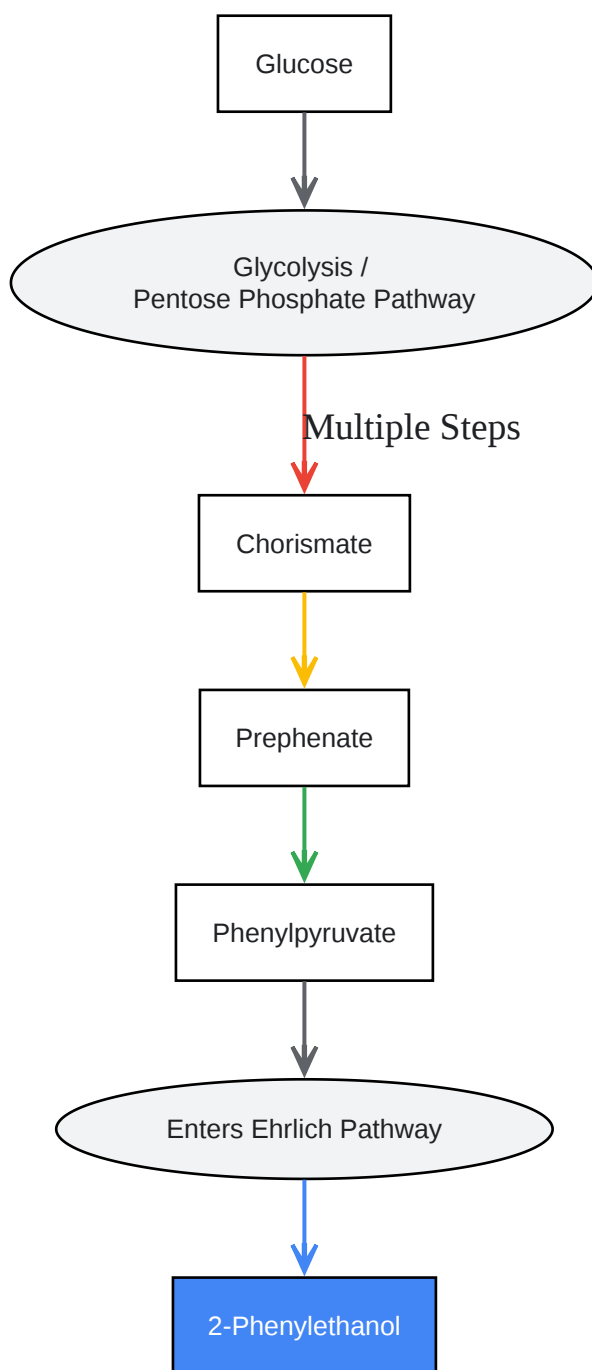 Glucose
Glycolysis /
Pentose Phosphate Pathway
Multiple Steps
Chorismate
Prephenate
Phenylpyruvate
Enters Ehrlich Pathway
2-Phenylethanol